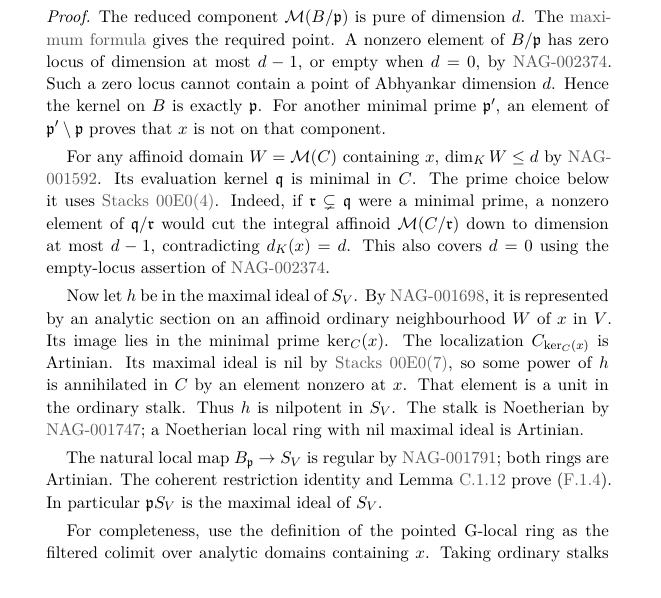 Proof. The reduced component ℳ(B/𝔭) is pure of dimension d. The maxi-
mum formula gives the required point. A nonzero element of B/𝔭 has zero
locus of dimension at most d − 1, or empty when d = 0, by NAG-002374.
Such a zero locus cannot contain a point of Abhyankar dimension d. Hence
the kernel on B is exactly 𝔭. For another minimal prime 𝔭′, an element of
𝔭′ \ 𝔭 proves that x is not on that component.
For any affinoid domain W = ℳ(C) containing x, dim_K W ≤ d by NAG-
001592. Its evaluation kernel 𝔮 is minimal in C. The prime choice below
it uses Stacks 00E0(4). Indeed, if 𝔯 ⊊ 𝔮 were a minimal prime, a nonzero
element of 𝔮/𝔯 would cut the integral affinoid ℳ(C/𝔯) down to dimension
at most d − 1, contradicting d_K(x) = d. This also covers d = 0 using the
empty-locus assertion of NAG-002374.
Now let h be in the maximal ideal of S_V. By NAG-001698, it is represented
by an analytic section on an affinoid ordinary neighbourhood W of x in V.
Its image lies in the minimal prime ker_C(x). The localization C_{ker_C(x)} is
Artinian. Its maximal ideal is nil by Stacks 00E0(7), so some power of h
is annihilated in C by an element nonzero at x. That element is a unit in
the ordinary stalk. Thus h is nilpotent in S_V. The stalk is Noetherian by
NAG-001747; a Noetherian local ring with nil maximal ideal is Artinian.
The natural local map B_𝔭 → S_V is regular by NAG-001791; both rings are
Artinian. The coherent restriction identity and Lemma C.1.12 prove (F.1.4).
In particular 𝔭S_V is the maximal ideal of S_V.
For completeness, use the definition of the pointed G-local ring as the
filtered colimit over analytic domains containing x. Taking ordinary stalks